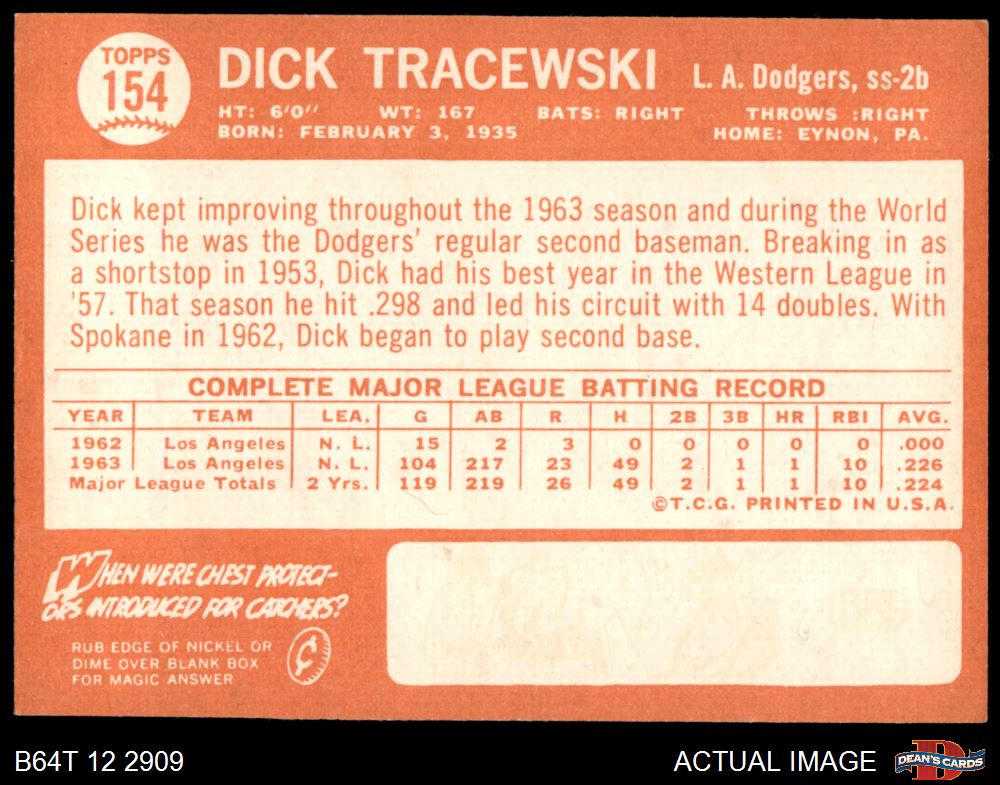 TOPPS
154
DICK TRACEWSKI L. A. Dodgers, ss-2b
HT: 6'0" WT: 167 BATS: RIGHT THROWS :RIGHT
BORN: FEBRUARY 3, 1935 HOME: EYNON, PA.
Dick kept improving throughout the 1963 season and during the World
Series he was the Dodgers' regular second baseman. Breaking in as
a shortstop in 1953, Dick had his best year in the Western League in
'57. That season he hit .298 and led his circuit with 14 doubles. With
Spokane in 1962, Dick began to play second base.
COMPLETE MAJOR LEAGUE BATTING RECORD
YEAR TEAM LEA. G AB R H 2B 3B HR RBI AVG.
1962 Los Angeles N. L. 15 2 3 0 0 0 0 0 .000
1963 Los Angeles N. L. 104 217 23 49 2 1 1 10 .226
Major League Totals 2 Yrs. 119 219 26 49 2 1 1 10 .224
©T.C.G. PRINTED IN U.S.A.
WHEN WERE CHEST PROTECT-
ORS INTRODUCED FOR CATCHERS?
RUB EDGE OF NICKEL OR
DIME OVER BLANK BOX
FOR MAGIC ANSWER
¢
B64T 12 2909 ACTUAL IMAGE D DEAN'S CARDS